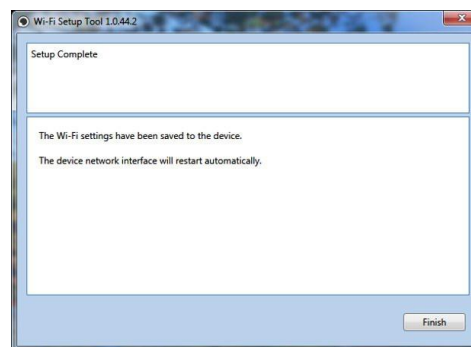 Wi-Fi Setup Tool 1.0.44.2
Setup Complete
The Wi-Fi settings have been saved to the device.
The device network interface will restart automatically.
Finish